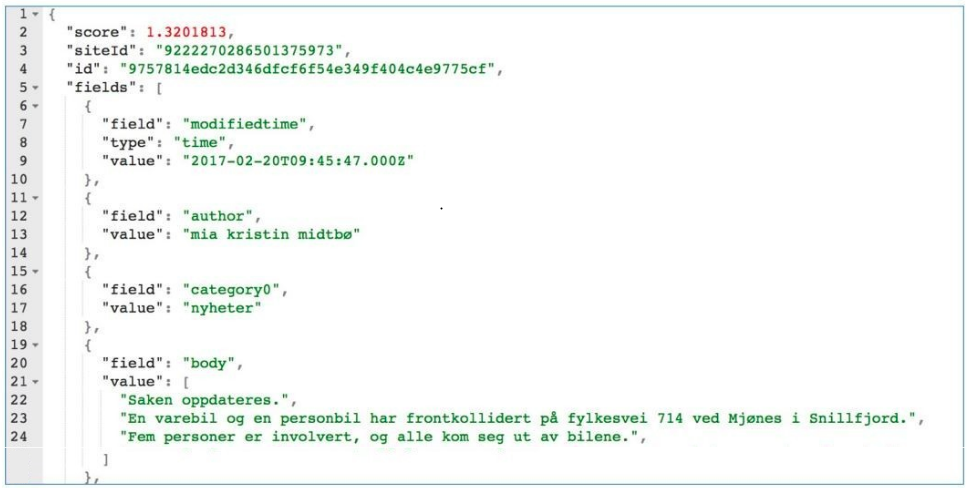 1 {
2 "score": 1.3201813,
3 "siteId": "9222270286501375973",
4 "id": "9757814edc2d346dfcf6f54e349f404c4e9775cf",
5 "fields": [
6 {
7 "field": "modifiedtime",
8 "type": "time",
9 "value": "2017-02-20T09:45:47.000Z"
10 },
11 {
12 "field": "author",
13 "value": "mia kristin midtbø"
14 },
15 {
16 "field": "category0",
17 "value": "nyheter"
18 },
19 {
20 "field": "body",
21 "value": [
22 "Saken oppdateres.",
23 "En varebil og en personbil har frontkollidert på fylkesvei 714 ved Mjønes i Snillfjord.",
24 "Fem personer er involvert, og alle kom seg ut av bilene.",
]
},